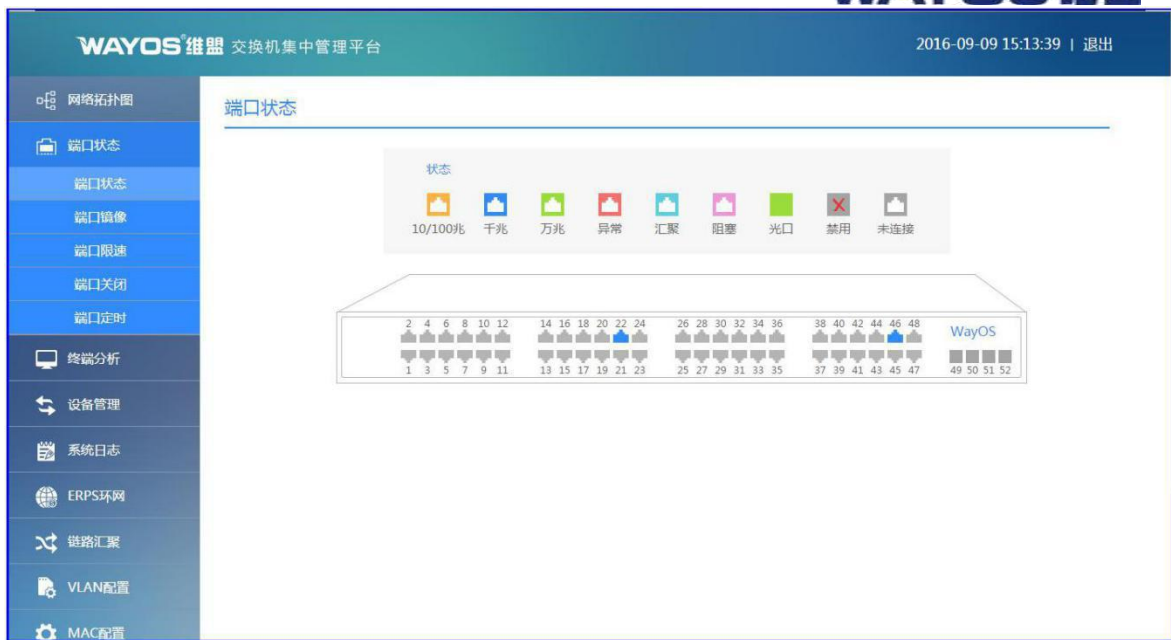 WAYOS维盟 交换机集中管理平台
2016-09-09 15:13:39 | 退出
网络拓扑图
端口状态
端口状态
端口镜像
端口限速
端口关闭
端口定时
终端分析
设备管理
系统日志
ERPS环网
链路汇聚
VLAN配置
MAC配置
端口状态
状态
10/100兆 千兆 万兆 异常 汇聚 阻塞 光口 禁用 未连接
2 4 6 8 10 12 14 16 18 20 22 24 26 28 30 32 34 36 38 40 42 44 46 48
WayOS
1 3 5 7 9 11 13 15 17 19 21 23 25 27 29 31 33 35 37 39 41 43 45 47 49 50 51 52